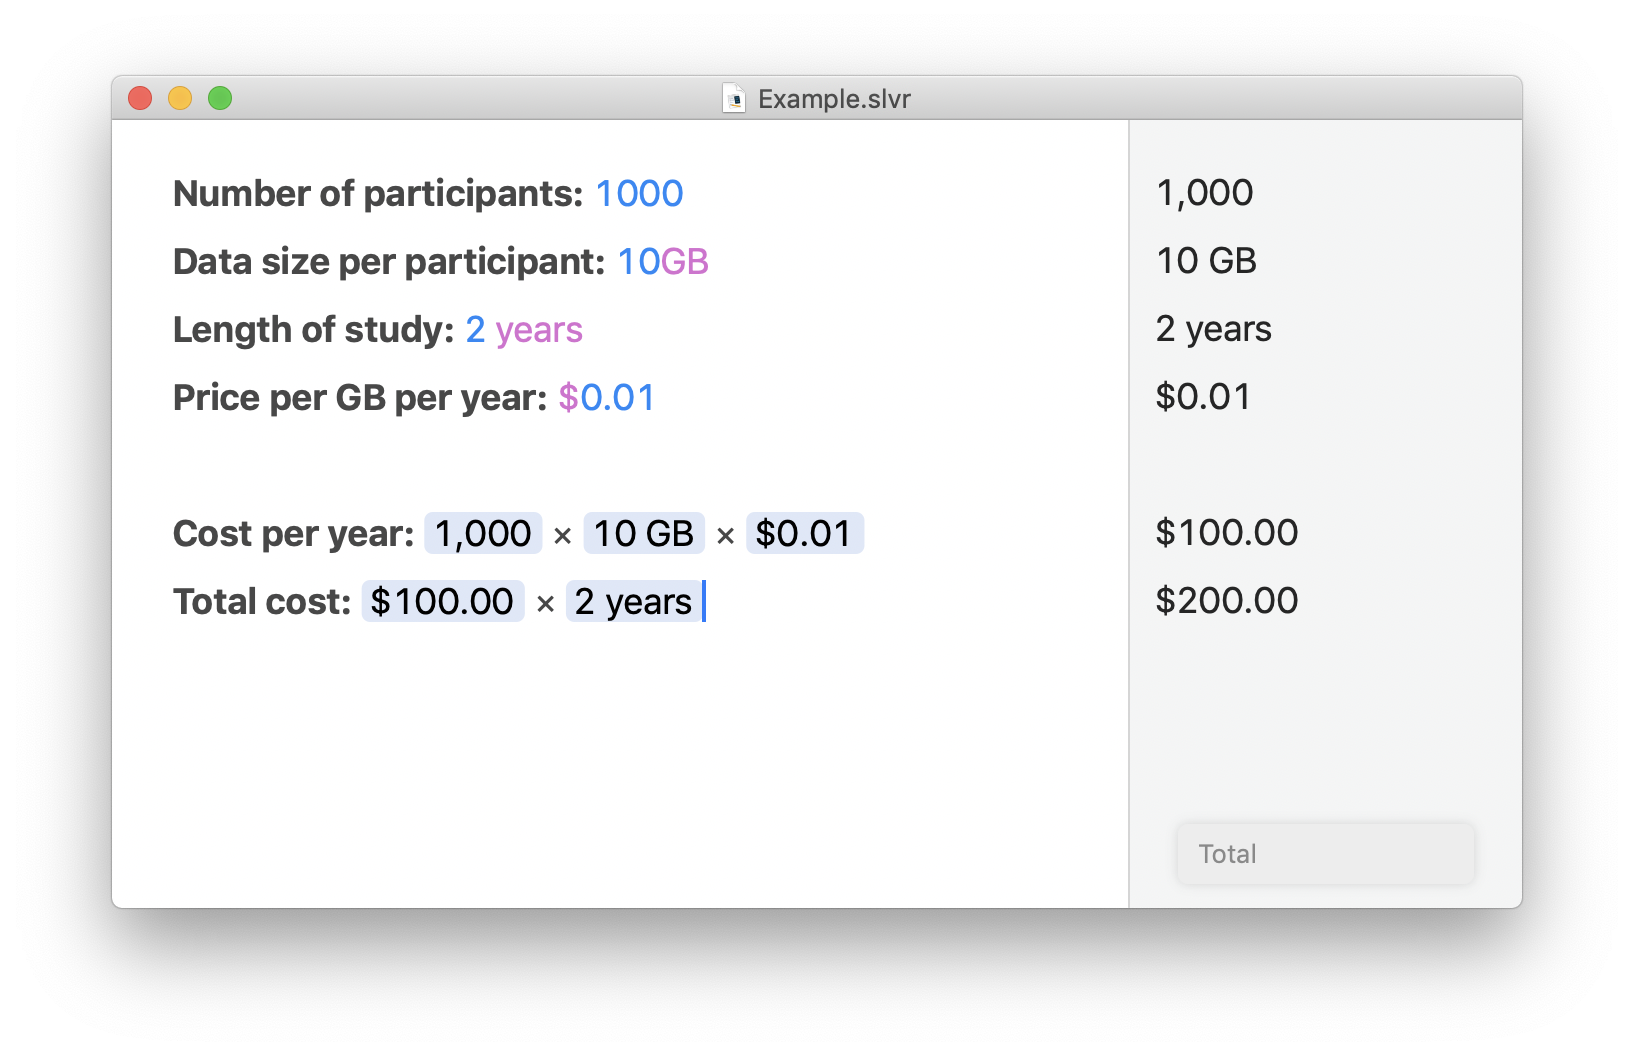 Example.slvr
Number of participants: 1000
1,000
Data size per participant: 10GB
10 GB
Length of study: 2 years
2 years
Price per GB per year: $0.01
$0.01
Cost per year: 1,000 × 10 GB × $0.01
$100.00
Total cost: $100.00 × 2 years
$200.00
Total